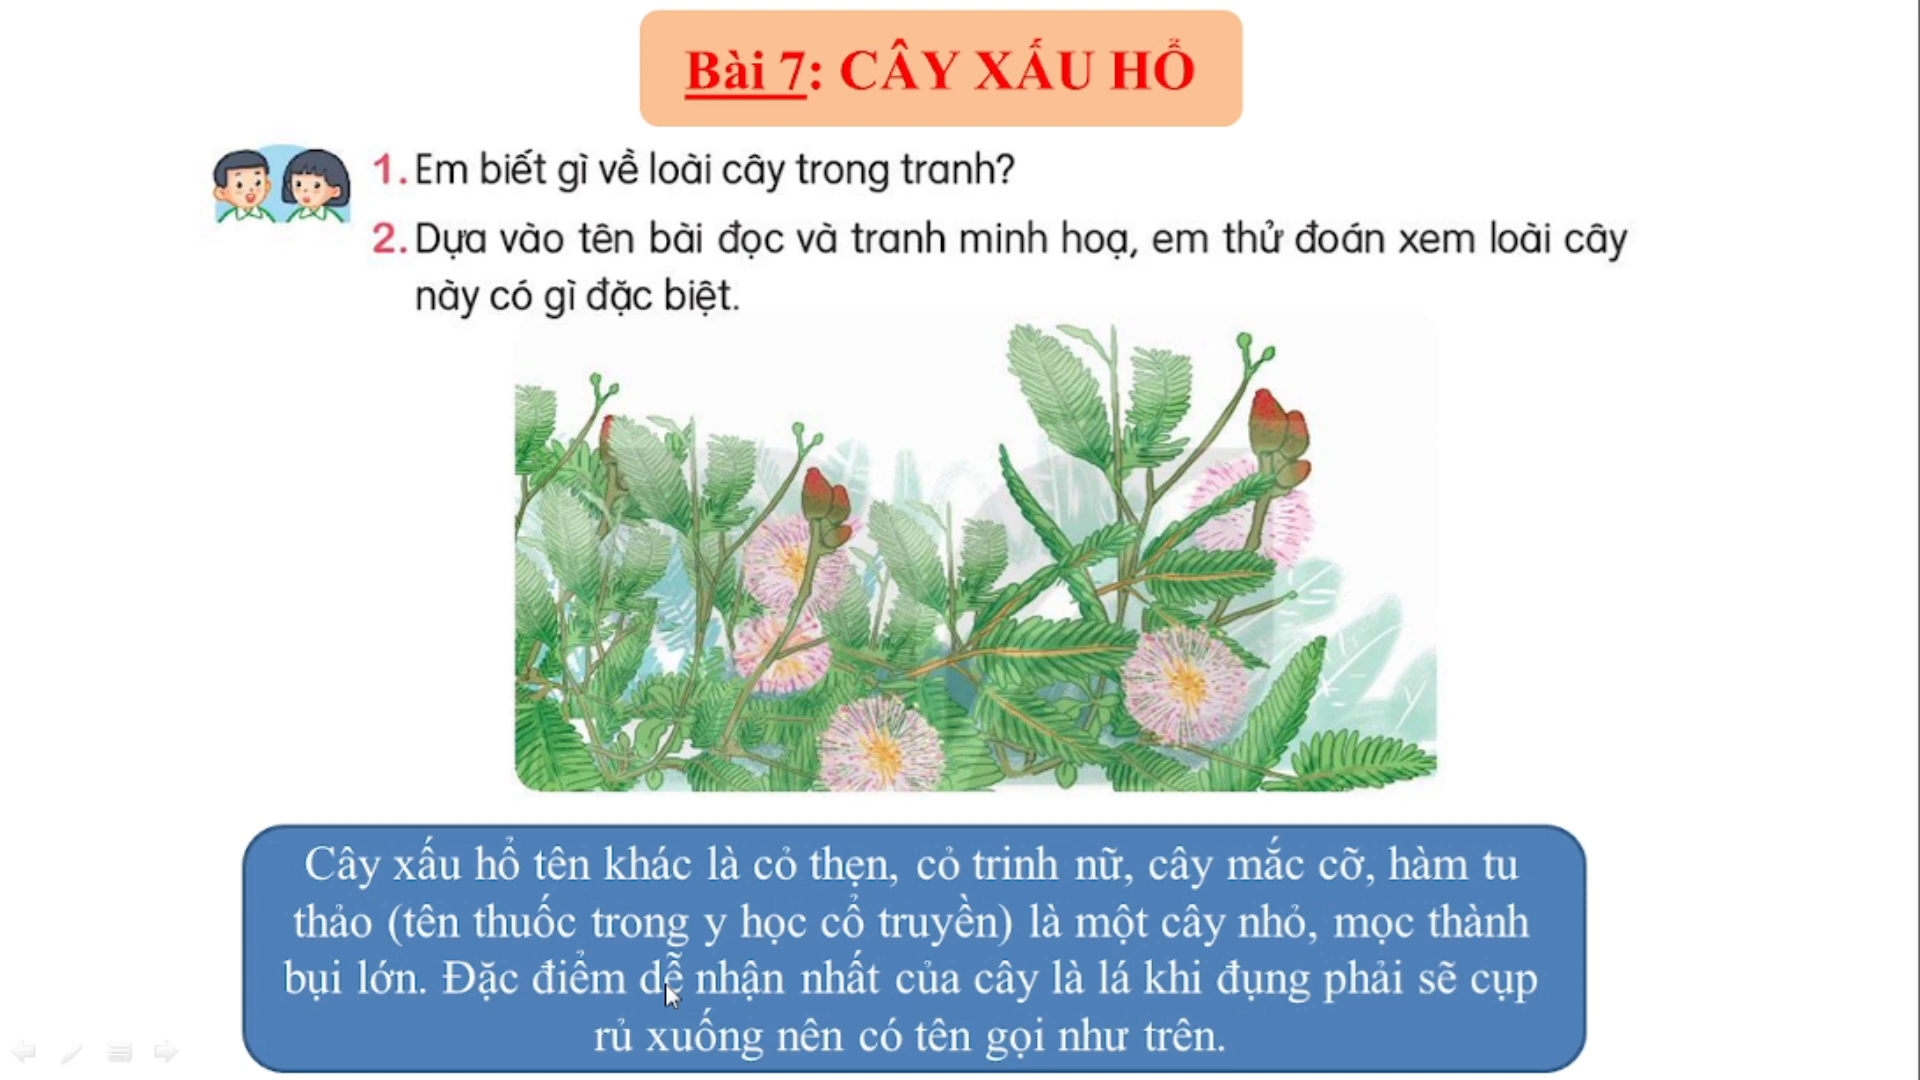 Bài 7: CÂY XẤU HỔ
1. Em biết gì về loài cây trong tranh?
2. Dựa vào tên bài đọc và tranh minh hoạ, em thử đoán xem loài cây
này có gì đặc biệt.
Cây xấu hổ tên khác là cỏ thẹn, cỏ trinh nữ, cây mắc cỡ, hàm tu
thảo (tên thuốc trong y học cổ truyền) là một cây nhỏ, mọc thành
bụi lớn. Đặc điểm dễ nhận nhất của cây là lá khi đụng phải sẽ cụp
rủ xuống nên có tên gọi như trên.